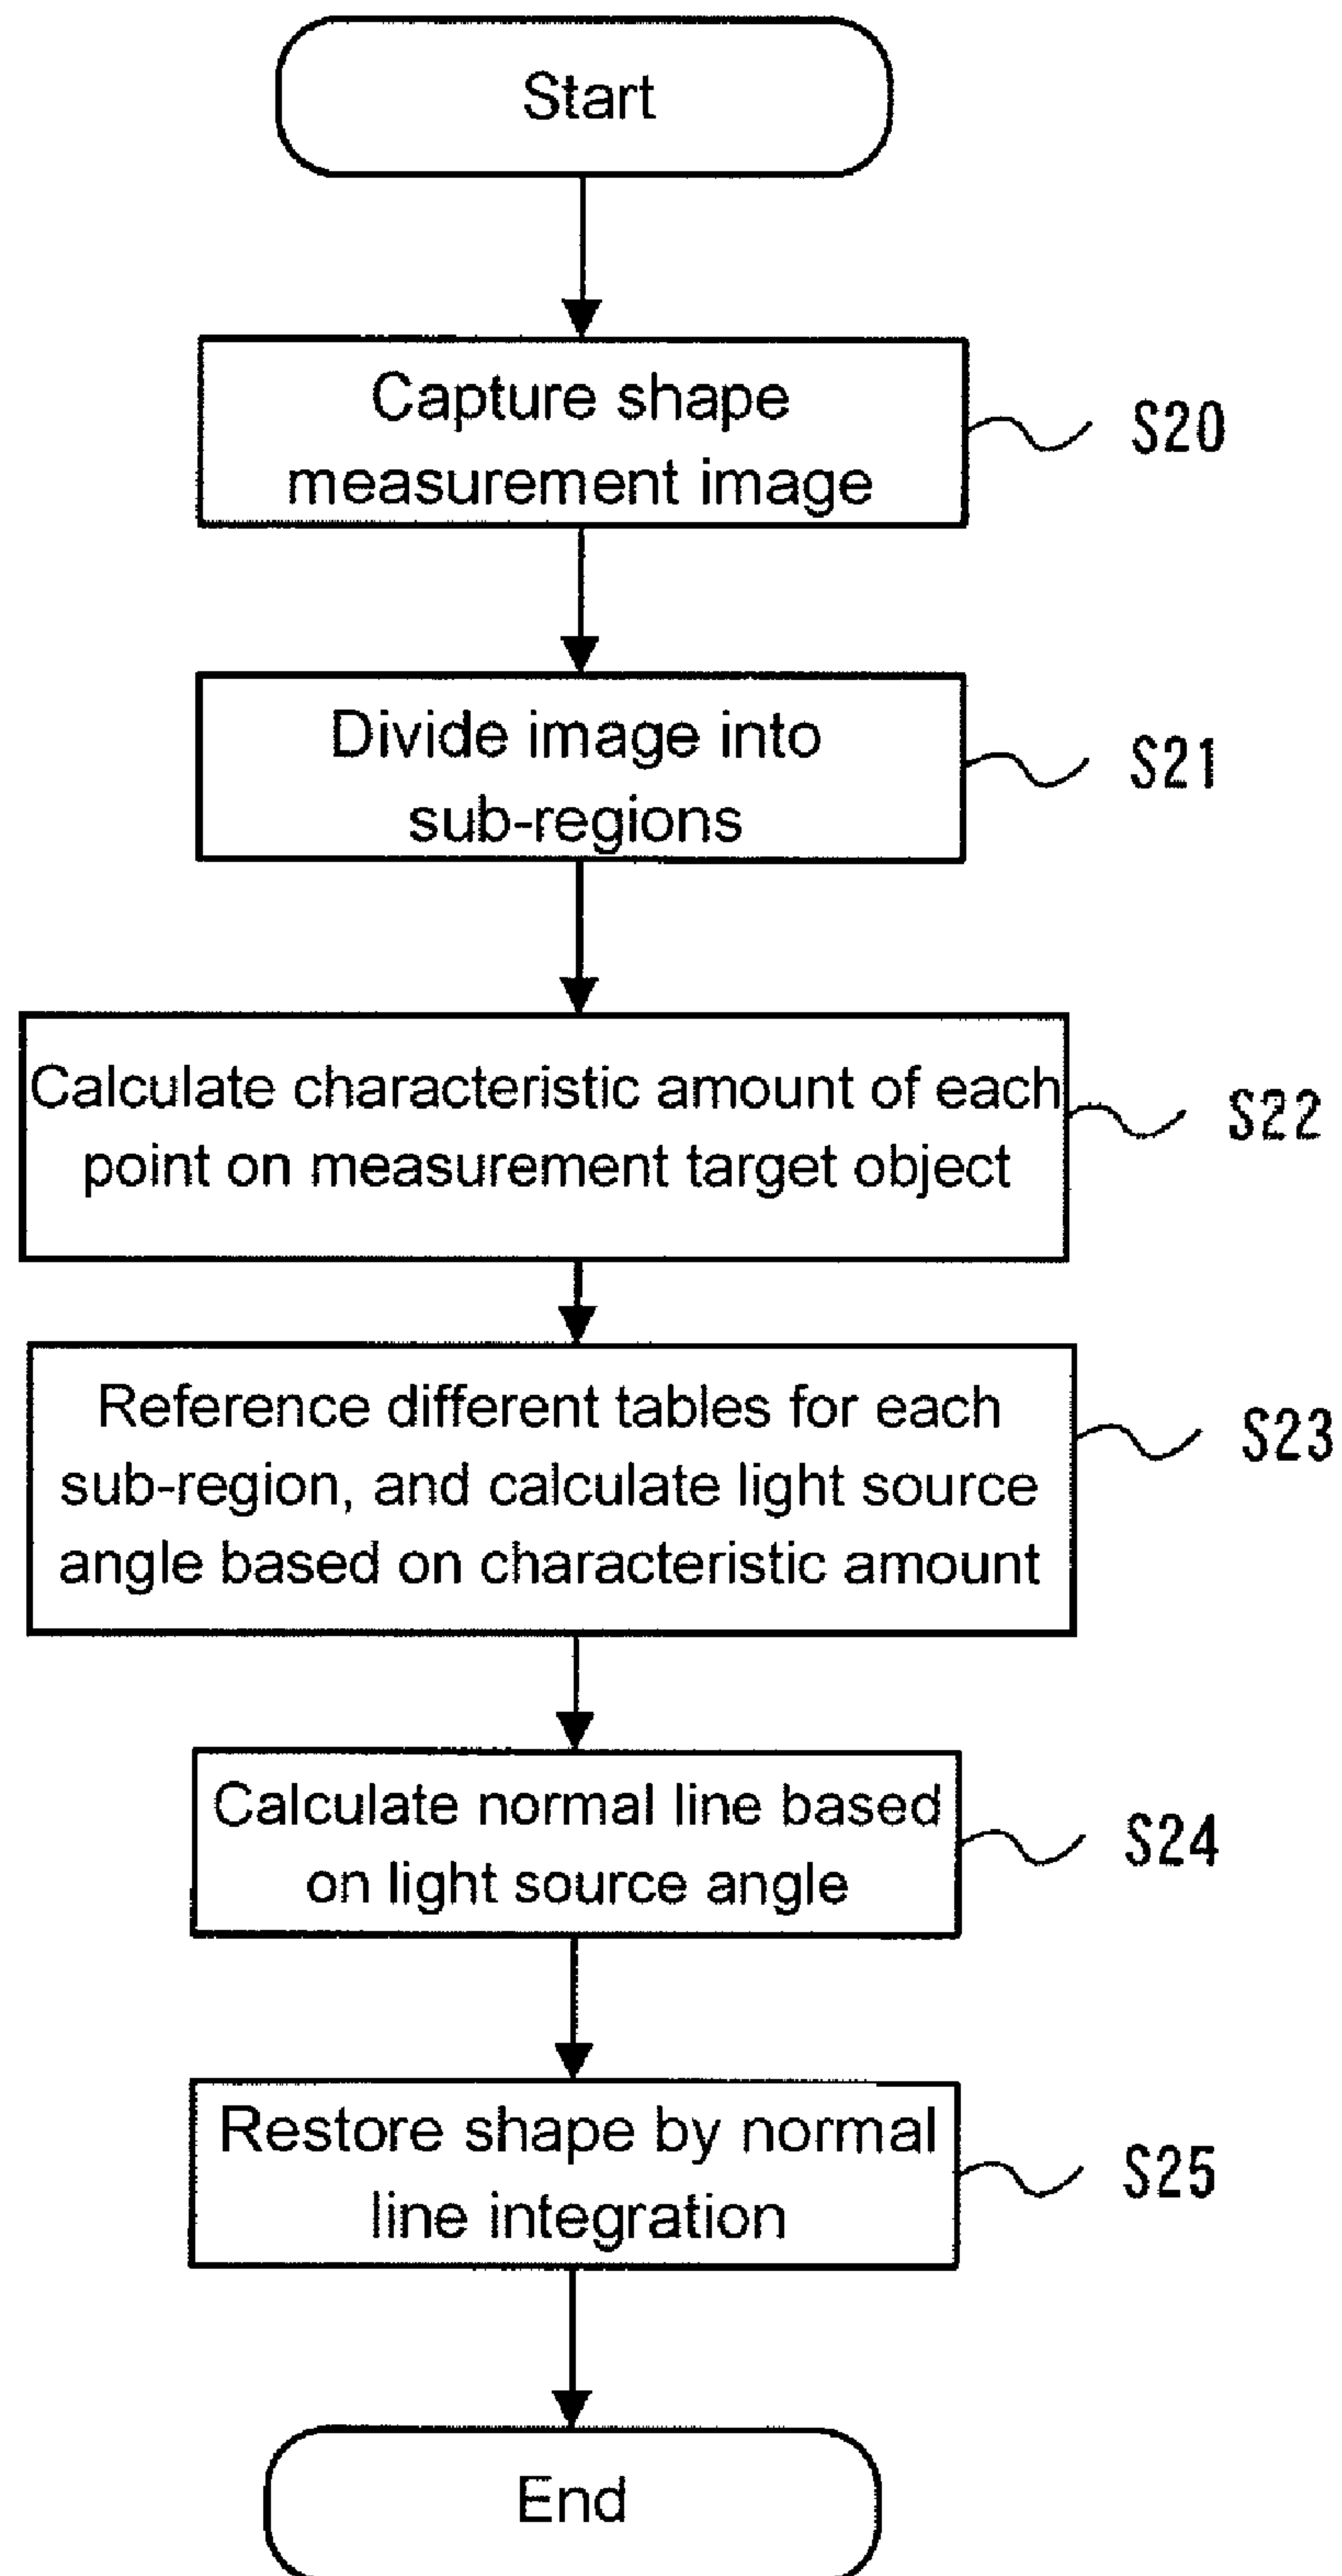 Start
Capture shape
measurement image
S20
Divide image into
sub-regions
S21
Calculate characteristic amount of each
point on measurement target object
S22
Reference different tables for each
sub-region, and calculate light source
angle based on characteristic amount
S23
Calculate normal line based
on light source angle
S24
Restore shape by normal
line integration
S25
End